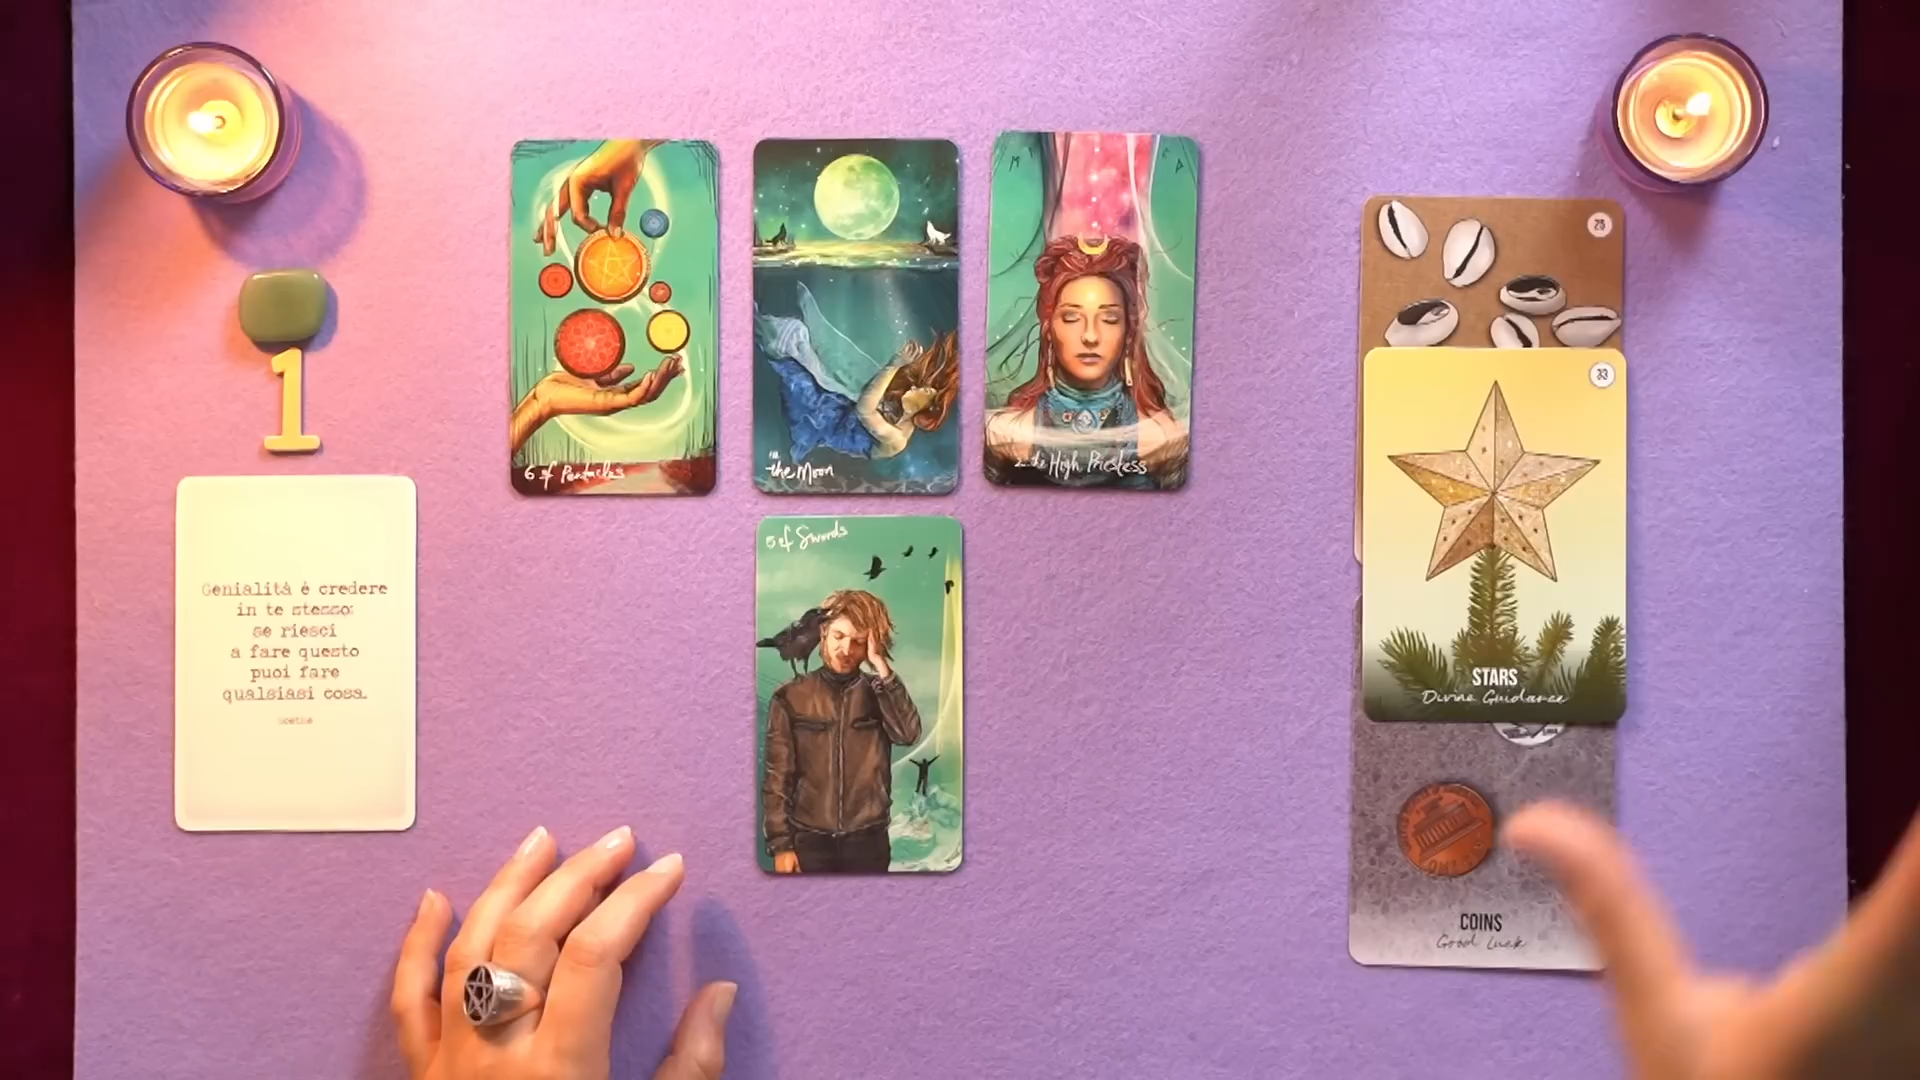 1
Genialità è credere
in te stesso:
se riesci
a fare questo
puoi fare
qualsiasi cosa.
Goethe
6 of Pentacles
the Moon
2 the High Priestess
5 of Swords
25
33
STARS
Divine Guidance
COINS
Good Luck